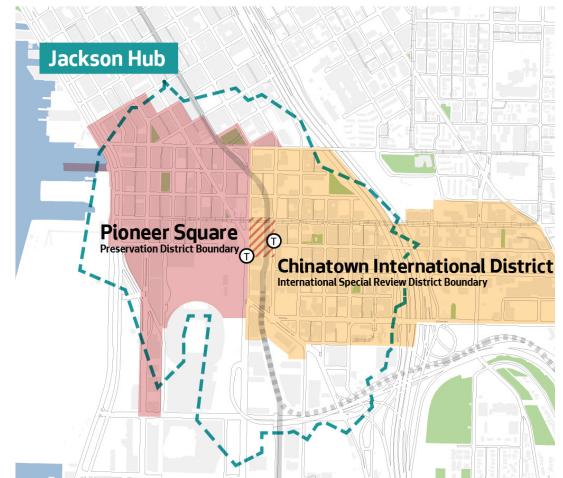 Jackson Hub
Pioneer Square
Preservation District Boundary
T
T
Chinatown International District
International Special Review District Boundary